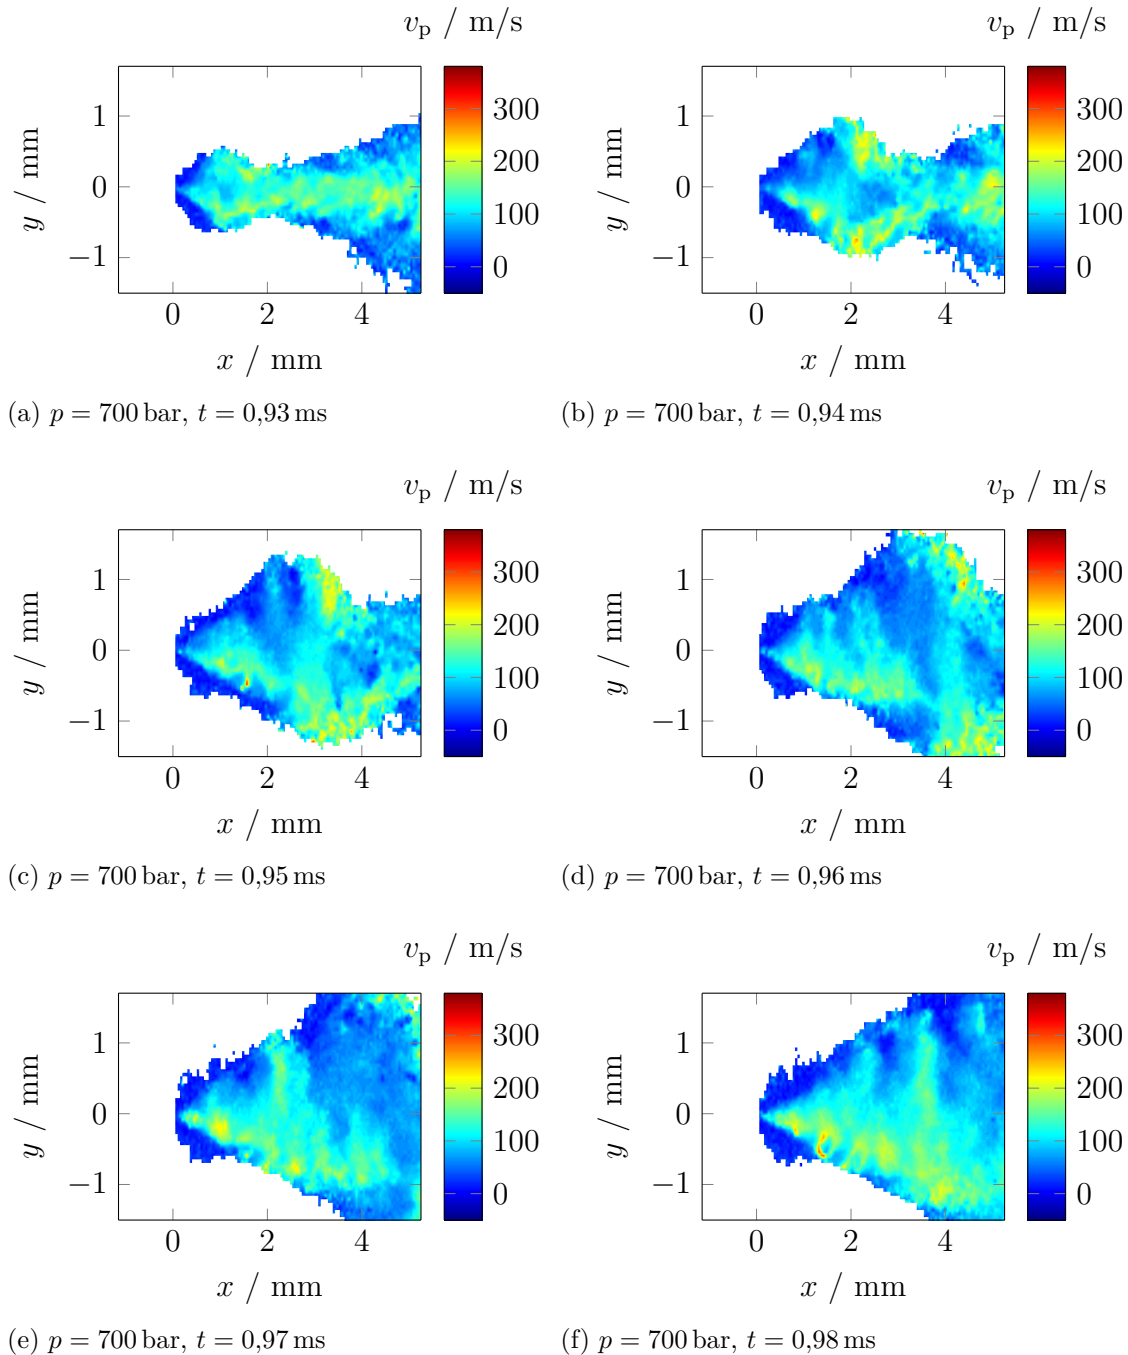 v_p / m/s
v_p / m/s
y / mm
1
0
−1
0
2
4
x / mm
300
200
100
0
y / mm
1
0
−1
0
2
4
x / mm
300
200
100
0
(a) p = 700 bar, t = 0,93 ms
(b) p = 700 bar, t = 0,94 ms
v_p / m/s
v_p / m/s
y / mm
1
0
−1
0
2
4
x / mm
300
200
100
0
y / mm
1
0
−1
0
2
4
x / mm
300
200
100
0
(c) p = 700 bar, t = 0,95 ms
(d) p = 700 bar, t = 0,96 ms
v_p / m/s
v_p / m/s
y / mm
1
0
−1
0
2
4
x / mm
300
200
100
0
y / mm
1
0
−1
0
2
4
x / mm
300
200
100
0
(e) p = 700 bar, t = 0,97 ms
(f) p = 700 bar, t = 0,98 ms